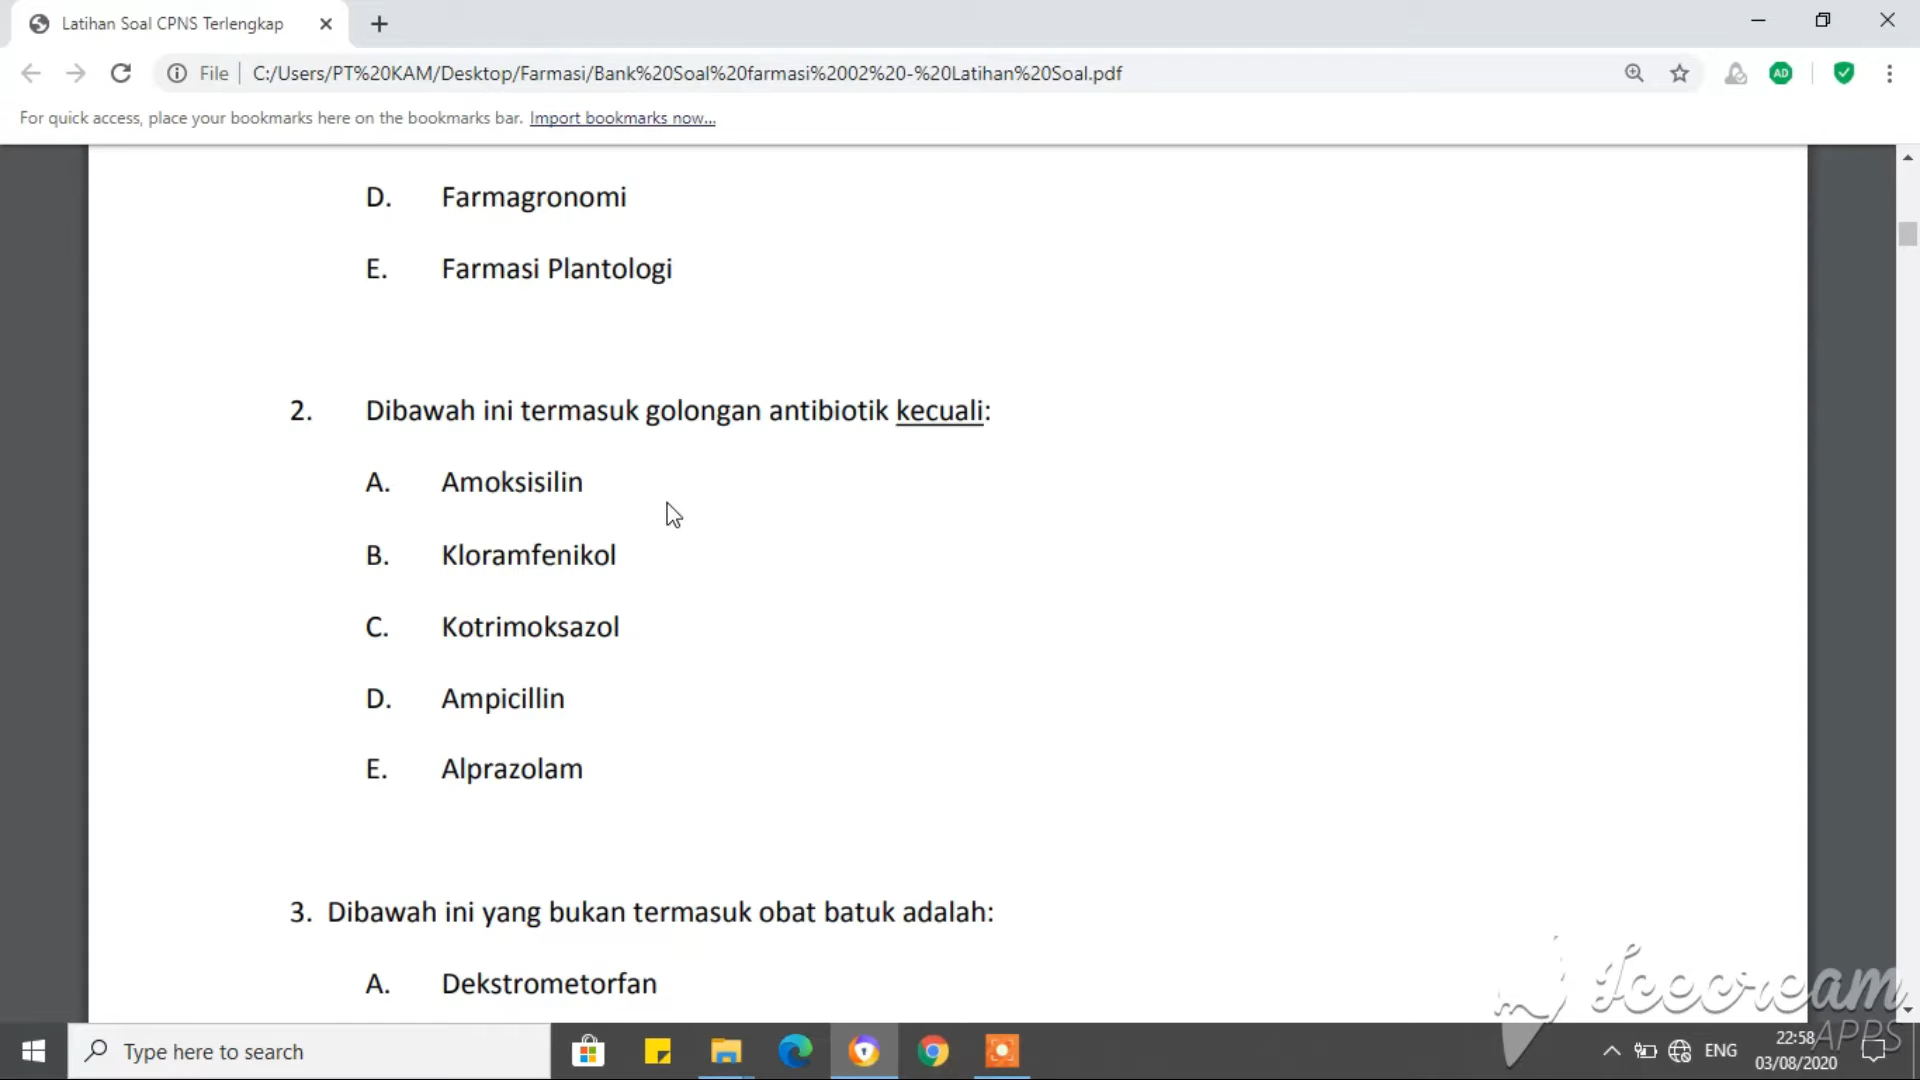 Latihan Soal CPNS Terlengkap
File
C:/Users/PT%20KAM/Desktop/Farmasi/Bank%20Soal%20farmasi%2002%20-%20Latihan%20Soal.pdf
AD
For quick access, place your bookmarks here on the bookmarks bar. Import bookmarks now...
D. Farmagronomi
E. Farmasi Plantologi
2. Dibawah ini termasuk golongan antibiotik kecuali:
A. Amoksisilin
B. Kloramfenikol
C. Kotrimoksazol
D. Ampicillin
E. Alprazolam
3. Dibawah ini yang bukan termasuk obat batuk adalah:
A. Dekstrometorfan
Icecream
APPS
Type here to search
ENG
22:58
03/08/2020